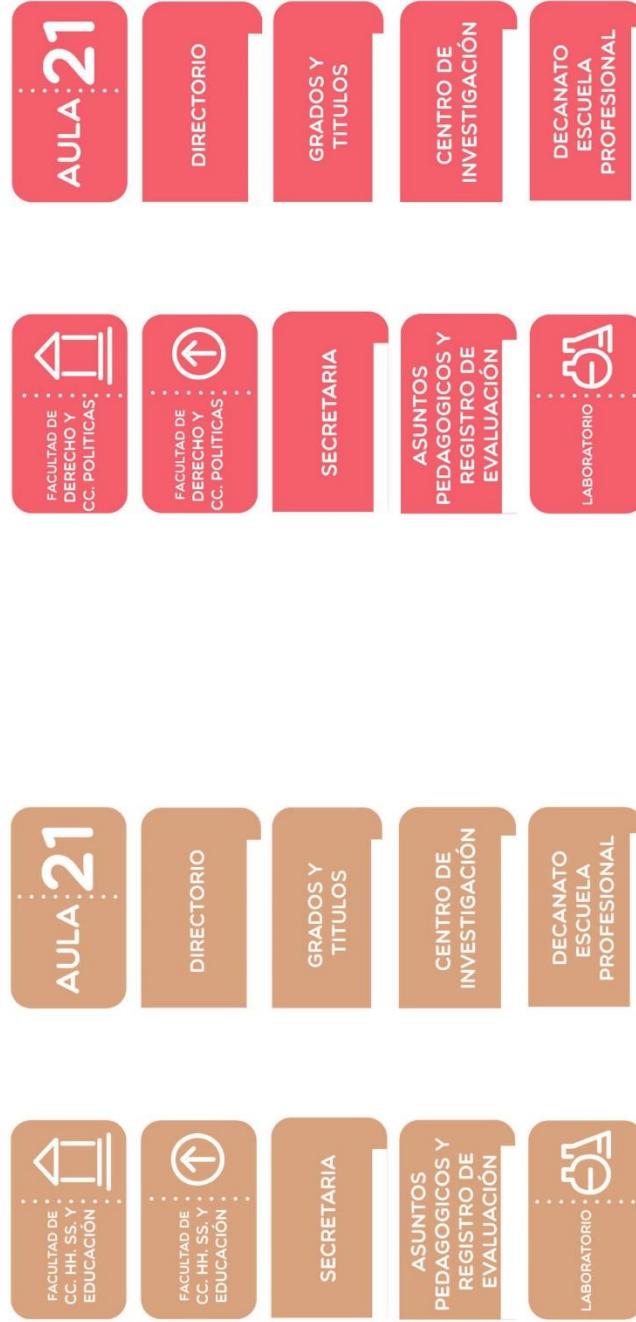 FACULTAD DE
CC. HH. SS. Y
EDUCACIÓN
AULA 21
FACULTAD DE
CC. HH. SS. Y
EDUCACIÓN
DIRECTORIO
SECRETARIA
GRADOS Y
TITULOS
ASUNTOS
PEDAGOGICOS Y
REGISTRO DE
EVALUACIÓN
CENTRO DE
INVESTIGACIÓN
LABORATORIO
DECANATO
ESCUELA
PROFESIONAL
FACULTAD DE
DERECHO Y
CC. POLITICAS
AULA 21
FACULTAD DE
DERECHO Y
CC. POLITICAS
DIRECTORIO
SECRETARIA
GRADOS Y
TITULOS
ASUNTOS
PEDAGOGICOS Y
REGISTRO DE
EVALUACIÓN
CENTRO DE
INVESTIGACIÓN
LABORATORIO
DECANATO
ESCUELA
PROFESIONAL